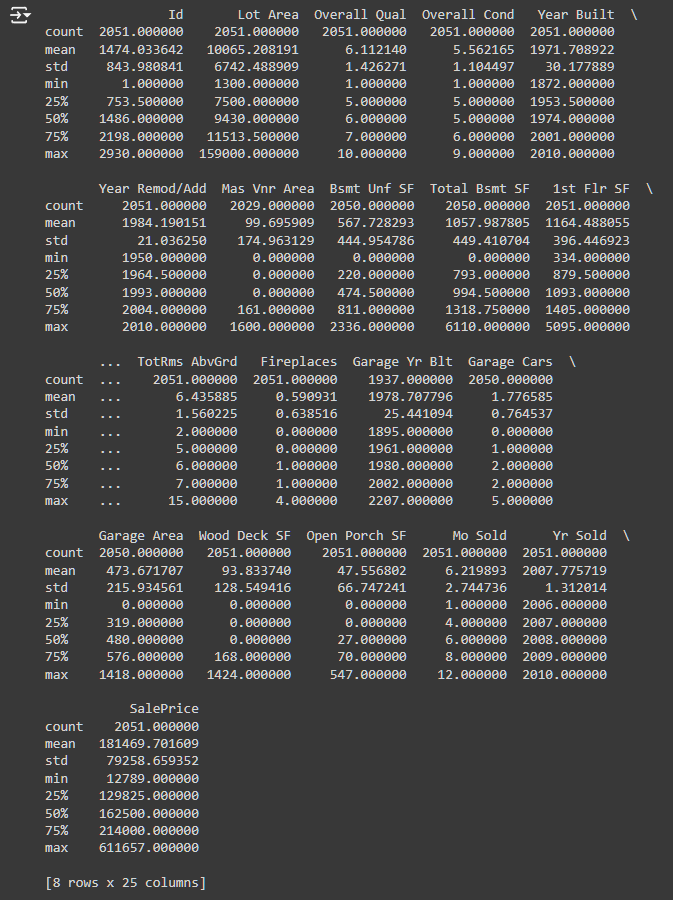 Id       Lot Area  Overall Qual  Overall Cond   Year Built  \
count  2051.000000    2051.000000   2051.000000   2051.000000  2051.000000
mean   1474.033642   10065.208191      6.112140      5.562165  1971.708922
std     843.980841    6742.488909      1.426271      1.104497    30.177889
min       1.000000    1300.000000      1.000000      1.000000  1872.000000
25%     753.500000    7500.000000      5.000000      5.000000  1953.500000
50%    1486.000000    9430.000000      6.000000      5.000000  1974.000000
75%    2198.000000   11513.500000      7.000000      6.000000  2001.000000
max    2930.000000  159000.000000     10.000000      9.000000  2010.000000

       Year Remod/Add  Mas Vnr Area  Bsmt Unf SF  Total Bsmt SF   1st Flr SF  \
count     2051.000000   2029.000000  2050.000000    2050.000000  2051.000000
mean      1984.190151     99.695909   567.728293    1057.987805  1164.488055
std         21.036250    174.963129   444.954786     449.410704   396.446923
min       1950.000000      0.000000     0.000000       0.000000   334.000000
25%       1964.500000      0.000000   220.000000     793.000000   879.500000
50%       1993.000000      0.000000   474.500000     994.500000  1093.000000
75%       2004.000000    161.000000   811.000000    1318.750000  1405.000000
max       2010.000000   1600.000000  2336.000000    6110.000000  5095.000000

       ...  TotRms AbvGrd   Fireplaces  Garage Yr Blt  Garage Cars  \
count  ...    2051.000000  2051.000000    1937.000000  2050.000000
mean   ...       6.435885     0.590931    1978.707796     1.776585
std    ...       1.560225     0.638516      25.441094     0.764537
min    ...       2.000000     0.000000    1895.000000     0.000000
25%    ...       5.000000     0.000000    1961.000000     1.000000
50%    ...       6.000000     1.000000    1980.000000     2.000000
75%    ...       7.000000     1.000000    2002.000000     2.000000
max    ...      15.000000     4.000000    2207.000000     5.000000

       Garage Area  Wood Deck SF  Open Porch SF      Mo Sold      Yr Sold  \
count  2050.000000   2051.000000    2051.000000  2051.000000  2051.000000
mean    473.671707     93.833740      47.556802     6.219893  2007.775719
std     215.934561    128.549416      66.747241     2.744736     1.312014
min       0.000000      0.000000       0.000000     1.000000  2006.000000
25%     319.000000      0.000000       0.000000     4.000000  2007.000000
50%     480.000000      0.000000      27.000000     6.000000  2008.000000
75%     576.000000    168.000000      70.000000     8.000000  2009.000000
max    1418.000000   1424.000000     547.000000    12.000000  2010.000000

           SalePrice
count    2051.000000
mean   181469.701609
std     79258.659352
min     12789.000000
25%    129825.000000
50%    162500.000000
75%    214000.000000
max    611657.000000

[8 rows x 25 columns]